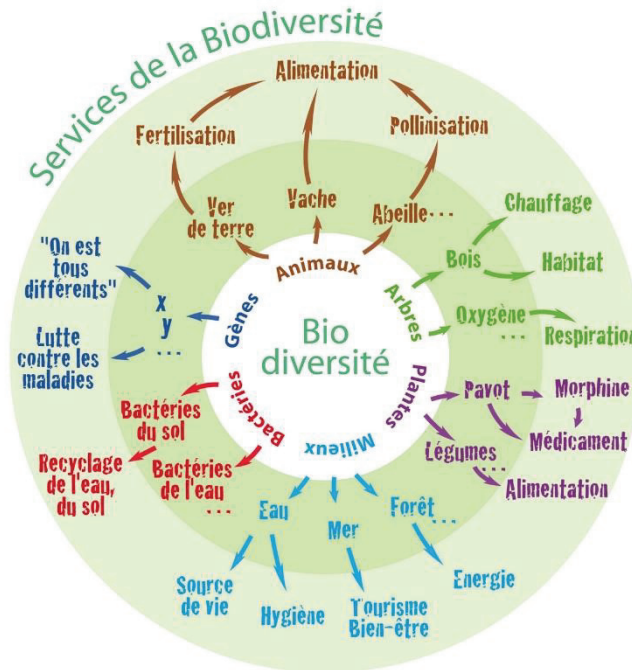 Services de la Biodiversité
Alimentation
Fertilisation
Pollinisation
Ver
de terre
Vache
Abeille...
Animaux
Chauffage
Bois
Habitat
Arbres
Oxygène
...
Respiration
"On est
tous
différents"
x
y
...
Gènes
Lutte
contre les
maladies
Bio
diversité
Plantes
Pavot
Morphine
Médicament
Légumes
...
Alimentation
Bactéries
Bactéries
du sol
Recyclage
de l'eau,
du sol
Bactéries
de l'eau
...
Milieux
Eau
Mer
Forêt
...
Source
de vie
Hygiène
Tourisme
Bien-être
Energie